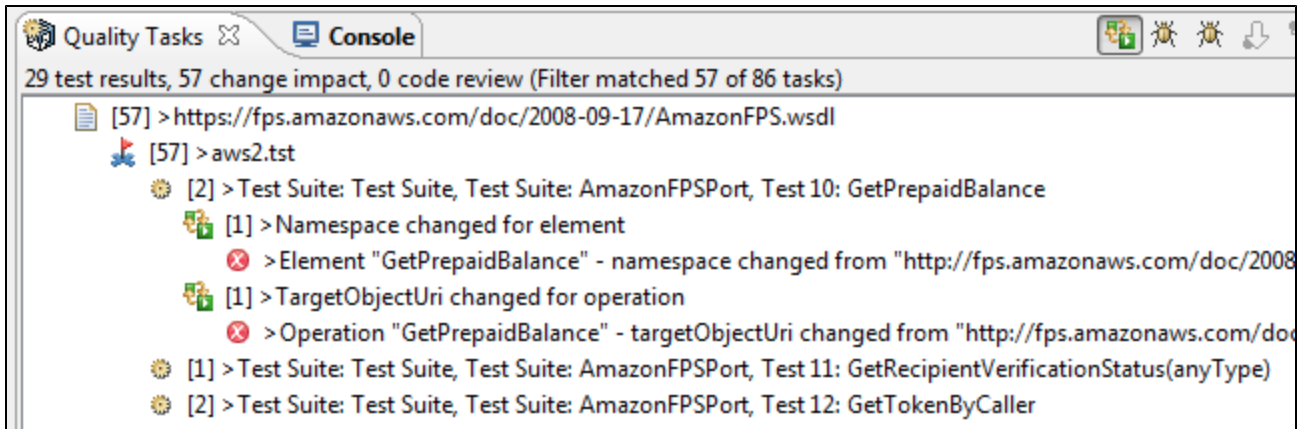 Quality Tasks
Console
29 test results, 57 change impact, 0 code review (Filter matched 57 of 86 tasks)
[57] >https://fps.amazonaws.com/doc/2008-09-17/AmazonFPS.wsdl
[57] >aws2.tst
[2] >Test Suite: Test Suite, Test Suite: AmazonFPSPort, Test 10: GetPrepaidBalance
[1] >Namespace changed for element
>Element "GetPrepaidBalance" - namespace changed from "http://fps.amazonaws.com/doc/2008
[1] >TargetObjectUri changed for operation
>Operation "GetPrepaidBalance" - targetObjectUri changed from "http://fps.amazonaws.com/doc
[1] >Test Suite: Test Suite, Test Suite: AmazonFPSPort, Test 11: GetRecipientVerificationStatus(anyType)
[2] >Test Suite: Test Suite, Test Suite: AmazonFPSPort, Test 12: GetTokenByCaller